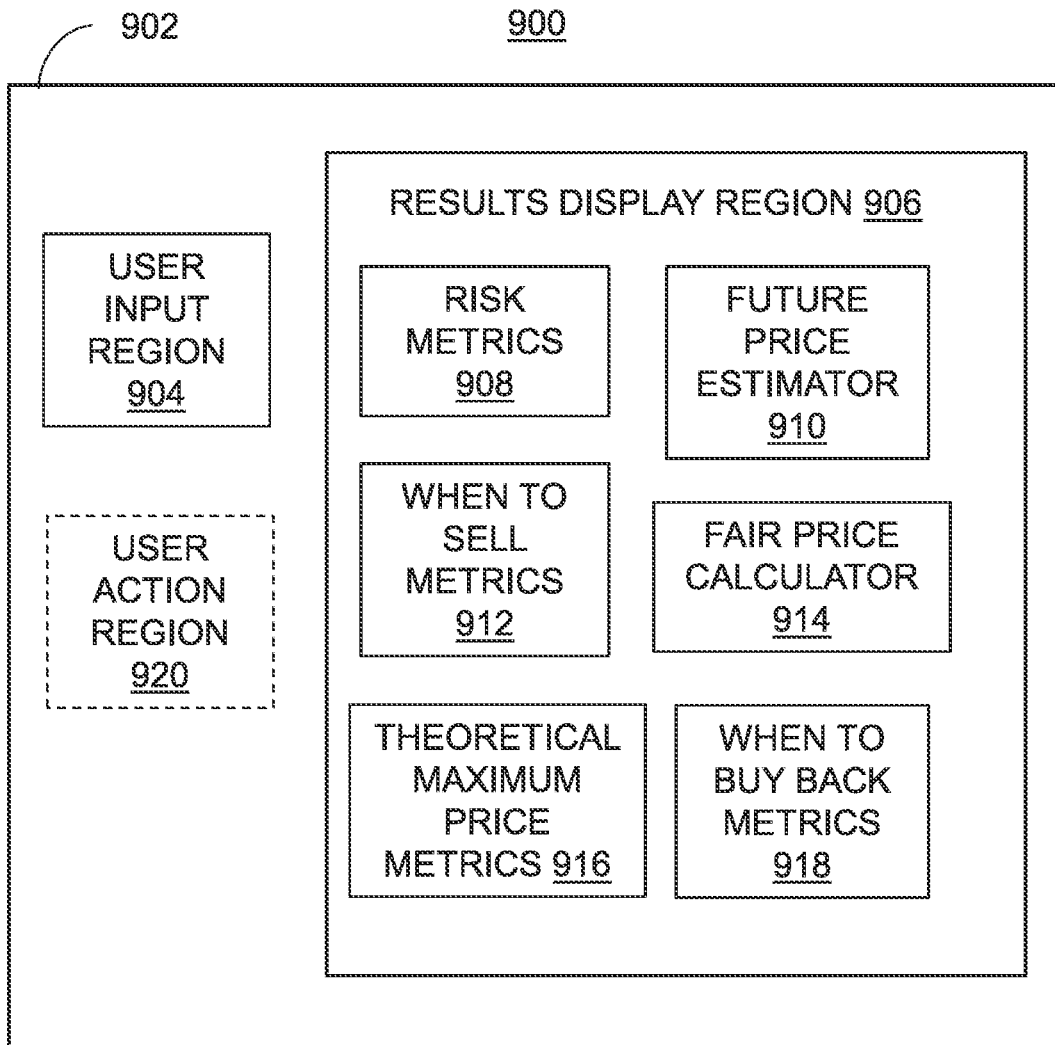 902
900
RESULTS DISPLAY REGION 906
USER
INPUT
REGION
904
RISK
METRICS
908
FUTURE
PRICE
ESTIMATOR
910
WHEN TO
SELL
METRICS
912
FAIR PRICE
CALCULATOR
914
USER
ACTION
REGION
920
THEORETICAL
MAXIMUM
PRICE
METRICS 916
WHEN TO
BUY BACK
METRICS
918